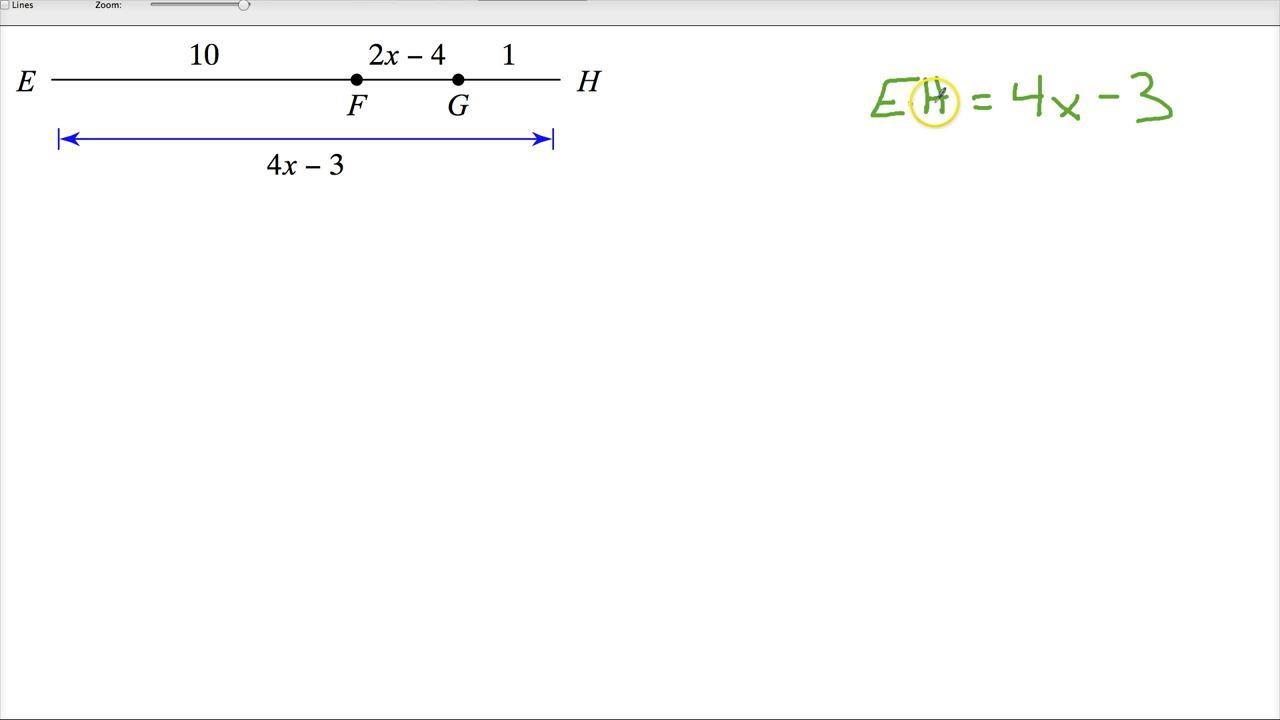 Lines Zoom:
10 2x – 4 1
E H
F G
4x – 3
EH = 4x – 3